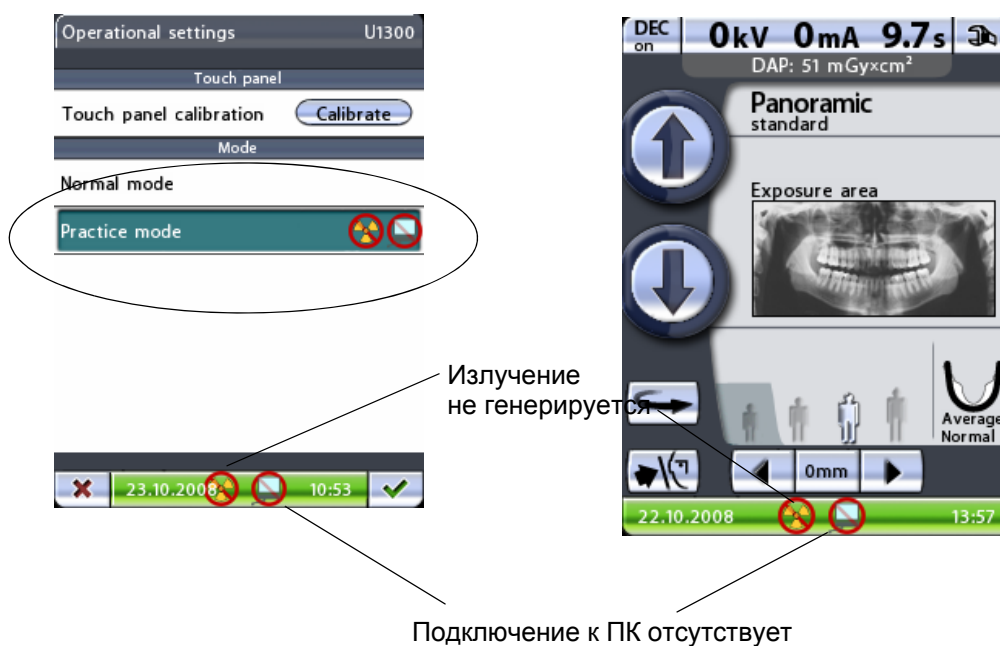 Operational settings U1300
Touch panel
Touch panel calibration Calibrate
Mode
Normal mode
Practice mode
23.10.2008 10:53
DEC
on
0kV 0mA 9.7s
DAP: 51 mGy×cm²
Panoramic
standard
Exposure area
Average
Normal
0mm
22.10.2008 13:57
Излучение
не генерируется
Подключение к ПК отсутствует